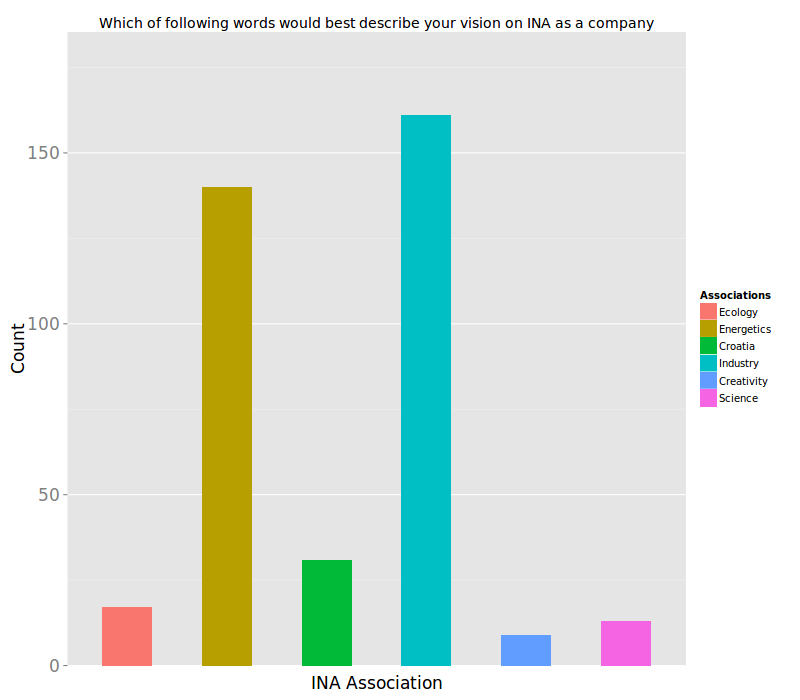 Which of following words would best describe your vision on INA as a company
150
100
50
0
Count
INA Association
Associations
Ecology
Energetics
Croatia
Industry
Creativity
Science